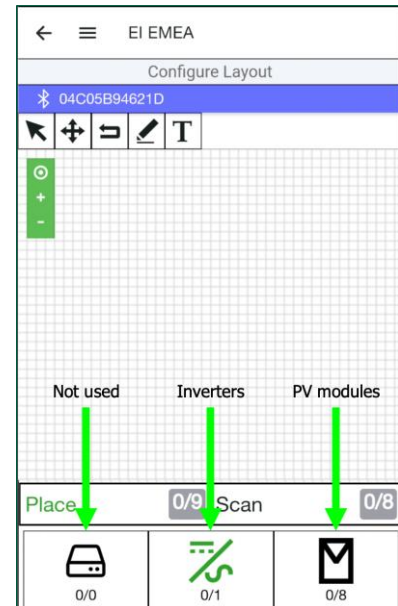 EI EMEA
Configure Layout
04C05B94621D
T
+
-
Not used Inverters PV modules
Place 0/9 Scan 0/8
0/0 0/1 0/8